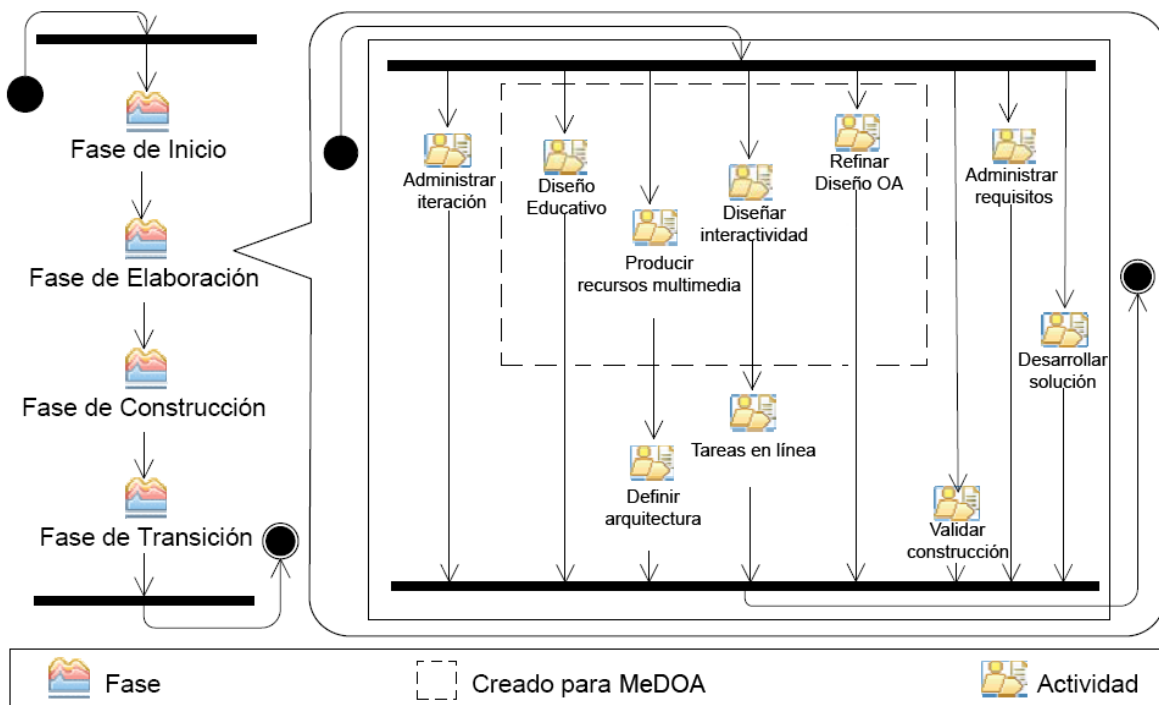 Fase de Inicio
Fase de Elaboración
Fase de Construcción
Fase de Transición
Administrar
iteración
Diseño
Educativo
Producir
recursos multimedia
Diseñar
interactividad
Refinar
Diseño OA
Administrar
requisitos
Desarrollar
solución
Tareas en línea
Definir
arquitectura
Validar
construcción
Fase
Creado para MeDOA
Actividad